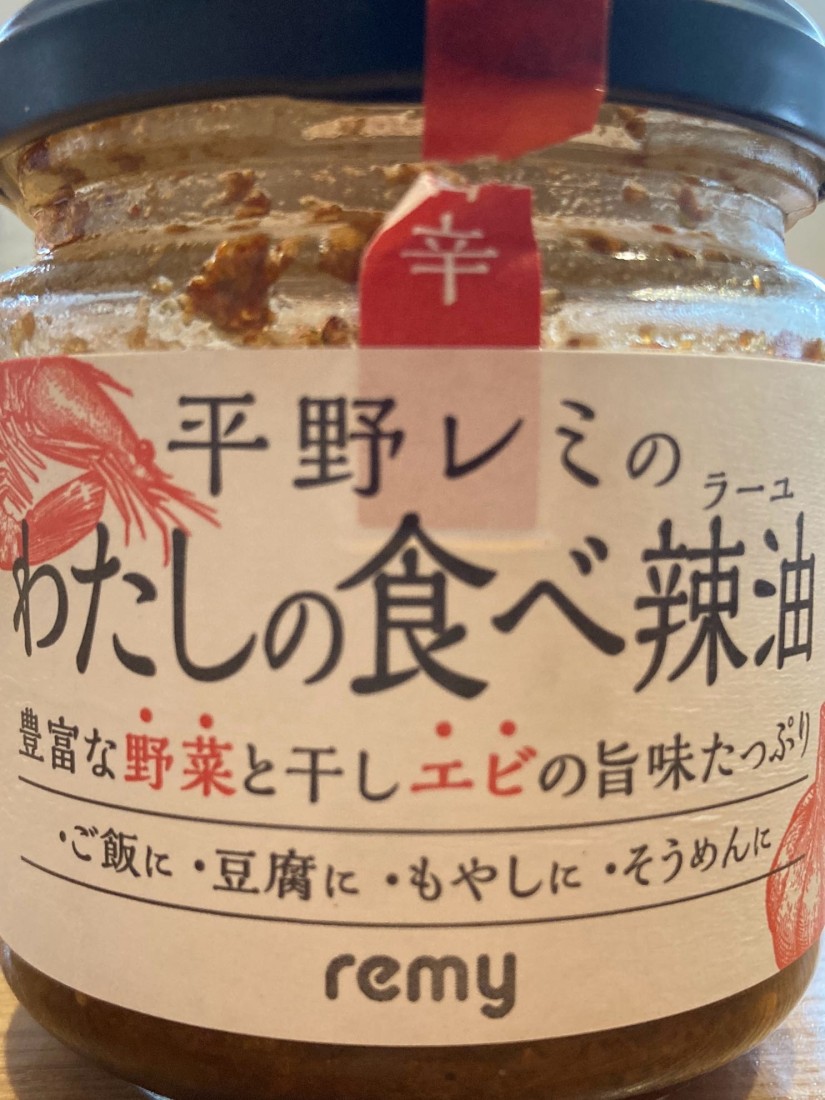 辛
平野レミの
ラーユ
わたしの食べ辣油
豊富な野菜と干しエビの旨味たっぷり
・ご飯に ・豆腐に ・もやしに ・そうめんに
remy